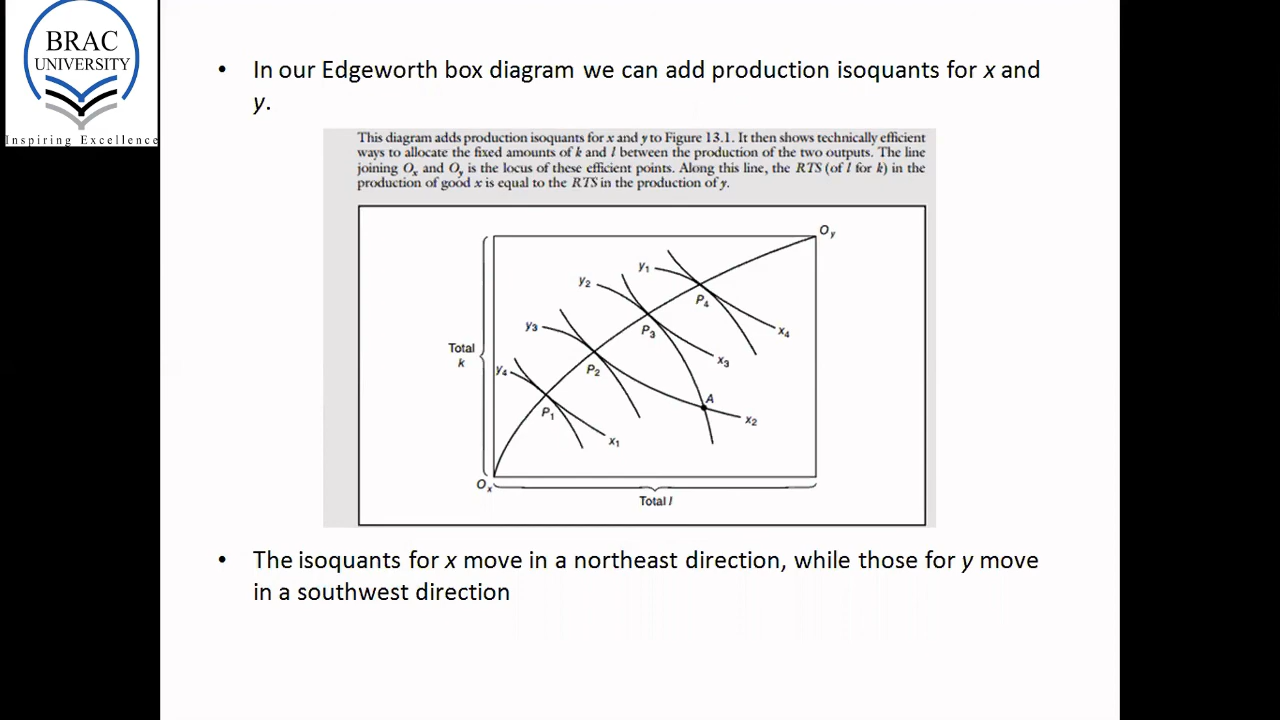 BRAC
UNIVERSITY
Inspiring Excellence
• In our Edgeworth box diagram we can add production isoquants for x and
y.
This diagram adds production isoquants for x and y to Figure 13.1. It then shows technically efficient
ways to allocate the fixed amounts of k and l between the production of the two outputs. The line
joining Ox and Oy is the locus of these efficient points. Along this line, the RTS (of l for k) in the
production of good x is equal to the RTS in the production of y.
Oy
y1
y2
P4
y3
P3
x4
Total
k
x3
y4
P2
A
P1
x2
x1
Ox
Total l
• The isoquants for x move in a northeast direction, while those for y move
in a southwest direction